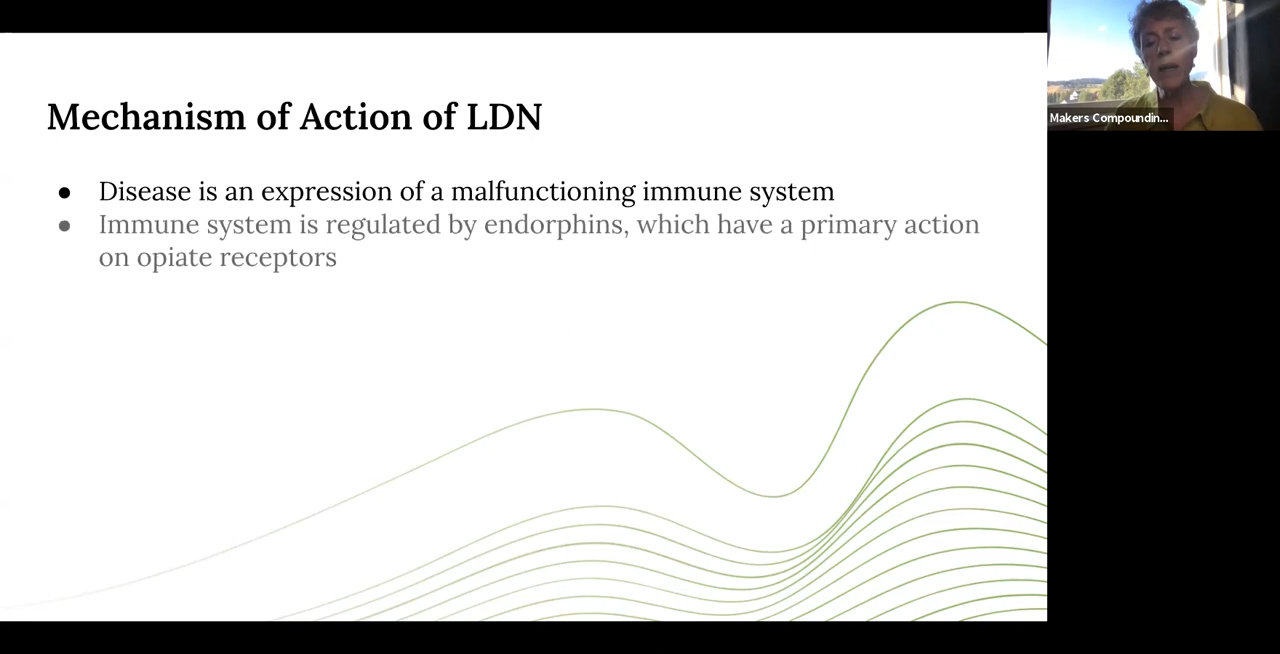 Mechanism of Action of LDN
● Disease is an expression of a malfunctioning immune system
● Immune system is regulated by endorphins, which have a primary action
on opiate receptors
Makers Compoundin...